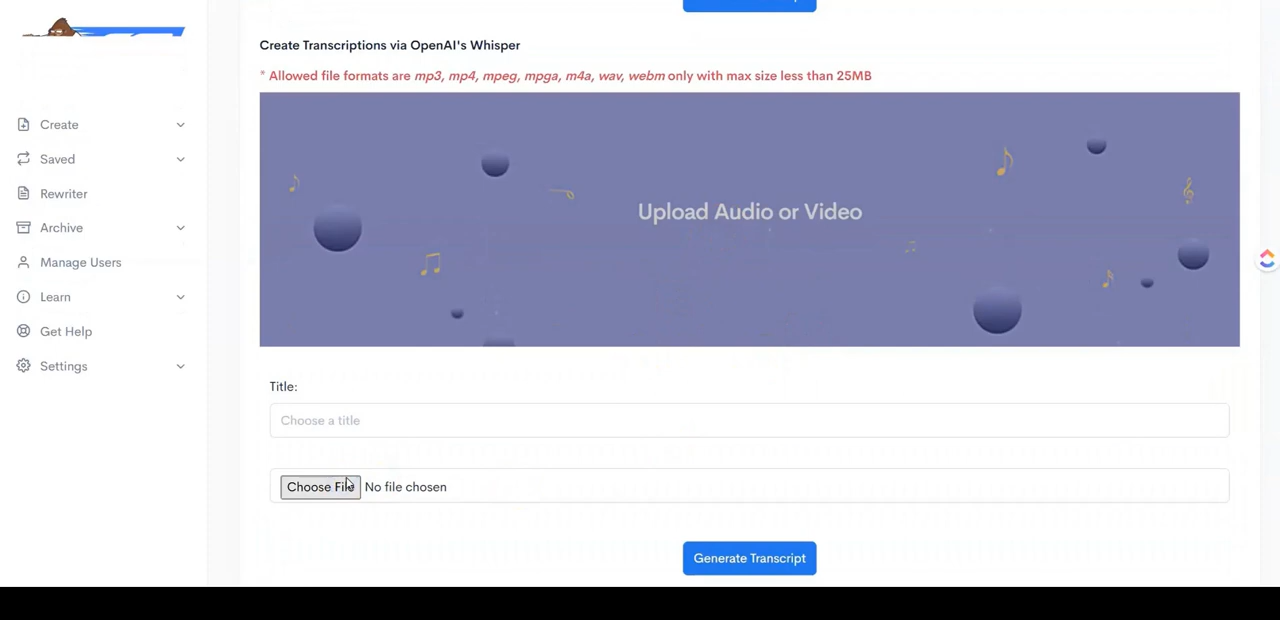 Create Transcriptions via OpenAI's Whisper
* Allowed file formats are mp3, mp4, mpeg, mpga, m4a, wav, webm only with max size less than 25MB
Upload Audio or Video
Create
Saved
Rewriter
Archive
Manage Users
Learn
Get Help
Settings
Title:
Choose a title
Choose File No file chosen
Generate Transcript